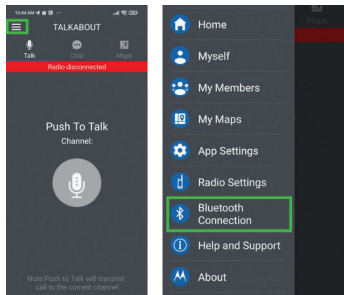 10:44 AM
TALKABOUT
Talk
Chat
Maps
Radio disconnected
Push To Talk
Channel:
Note:Push to Talk will transmit
call to the current channel.
Maps
Home
Myself
My Members
My Maps
App Settings
Radio Settings
Bluetooth
Connection
Help and Support
About